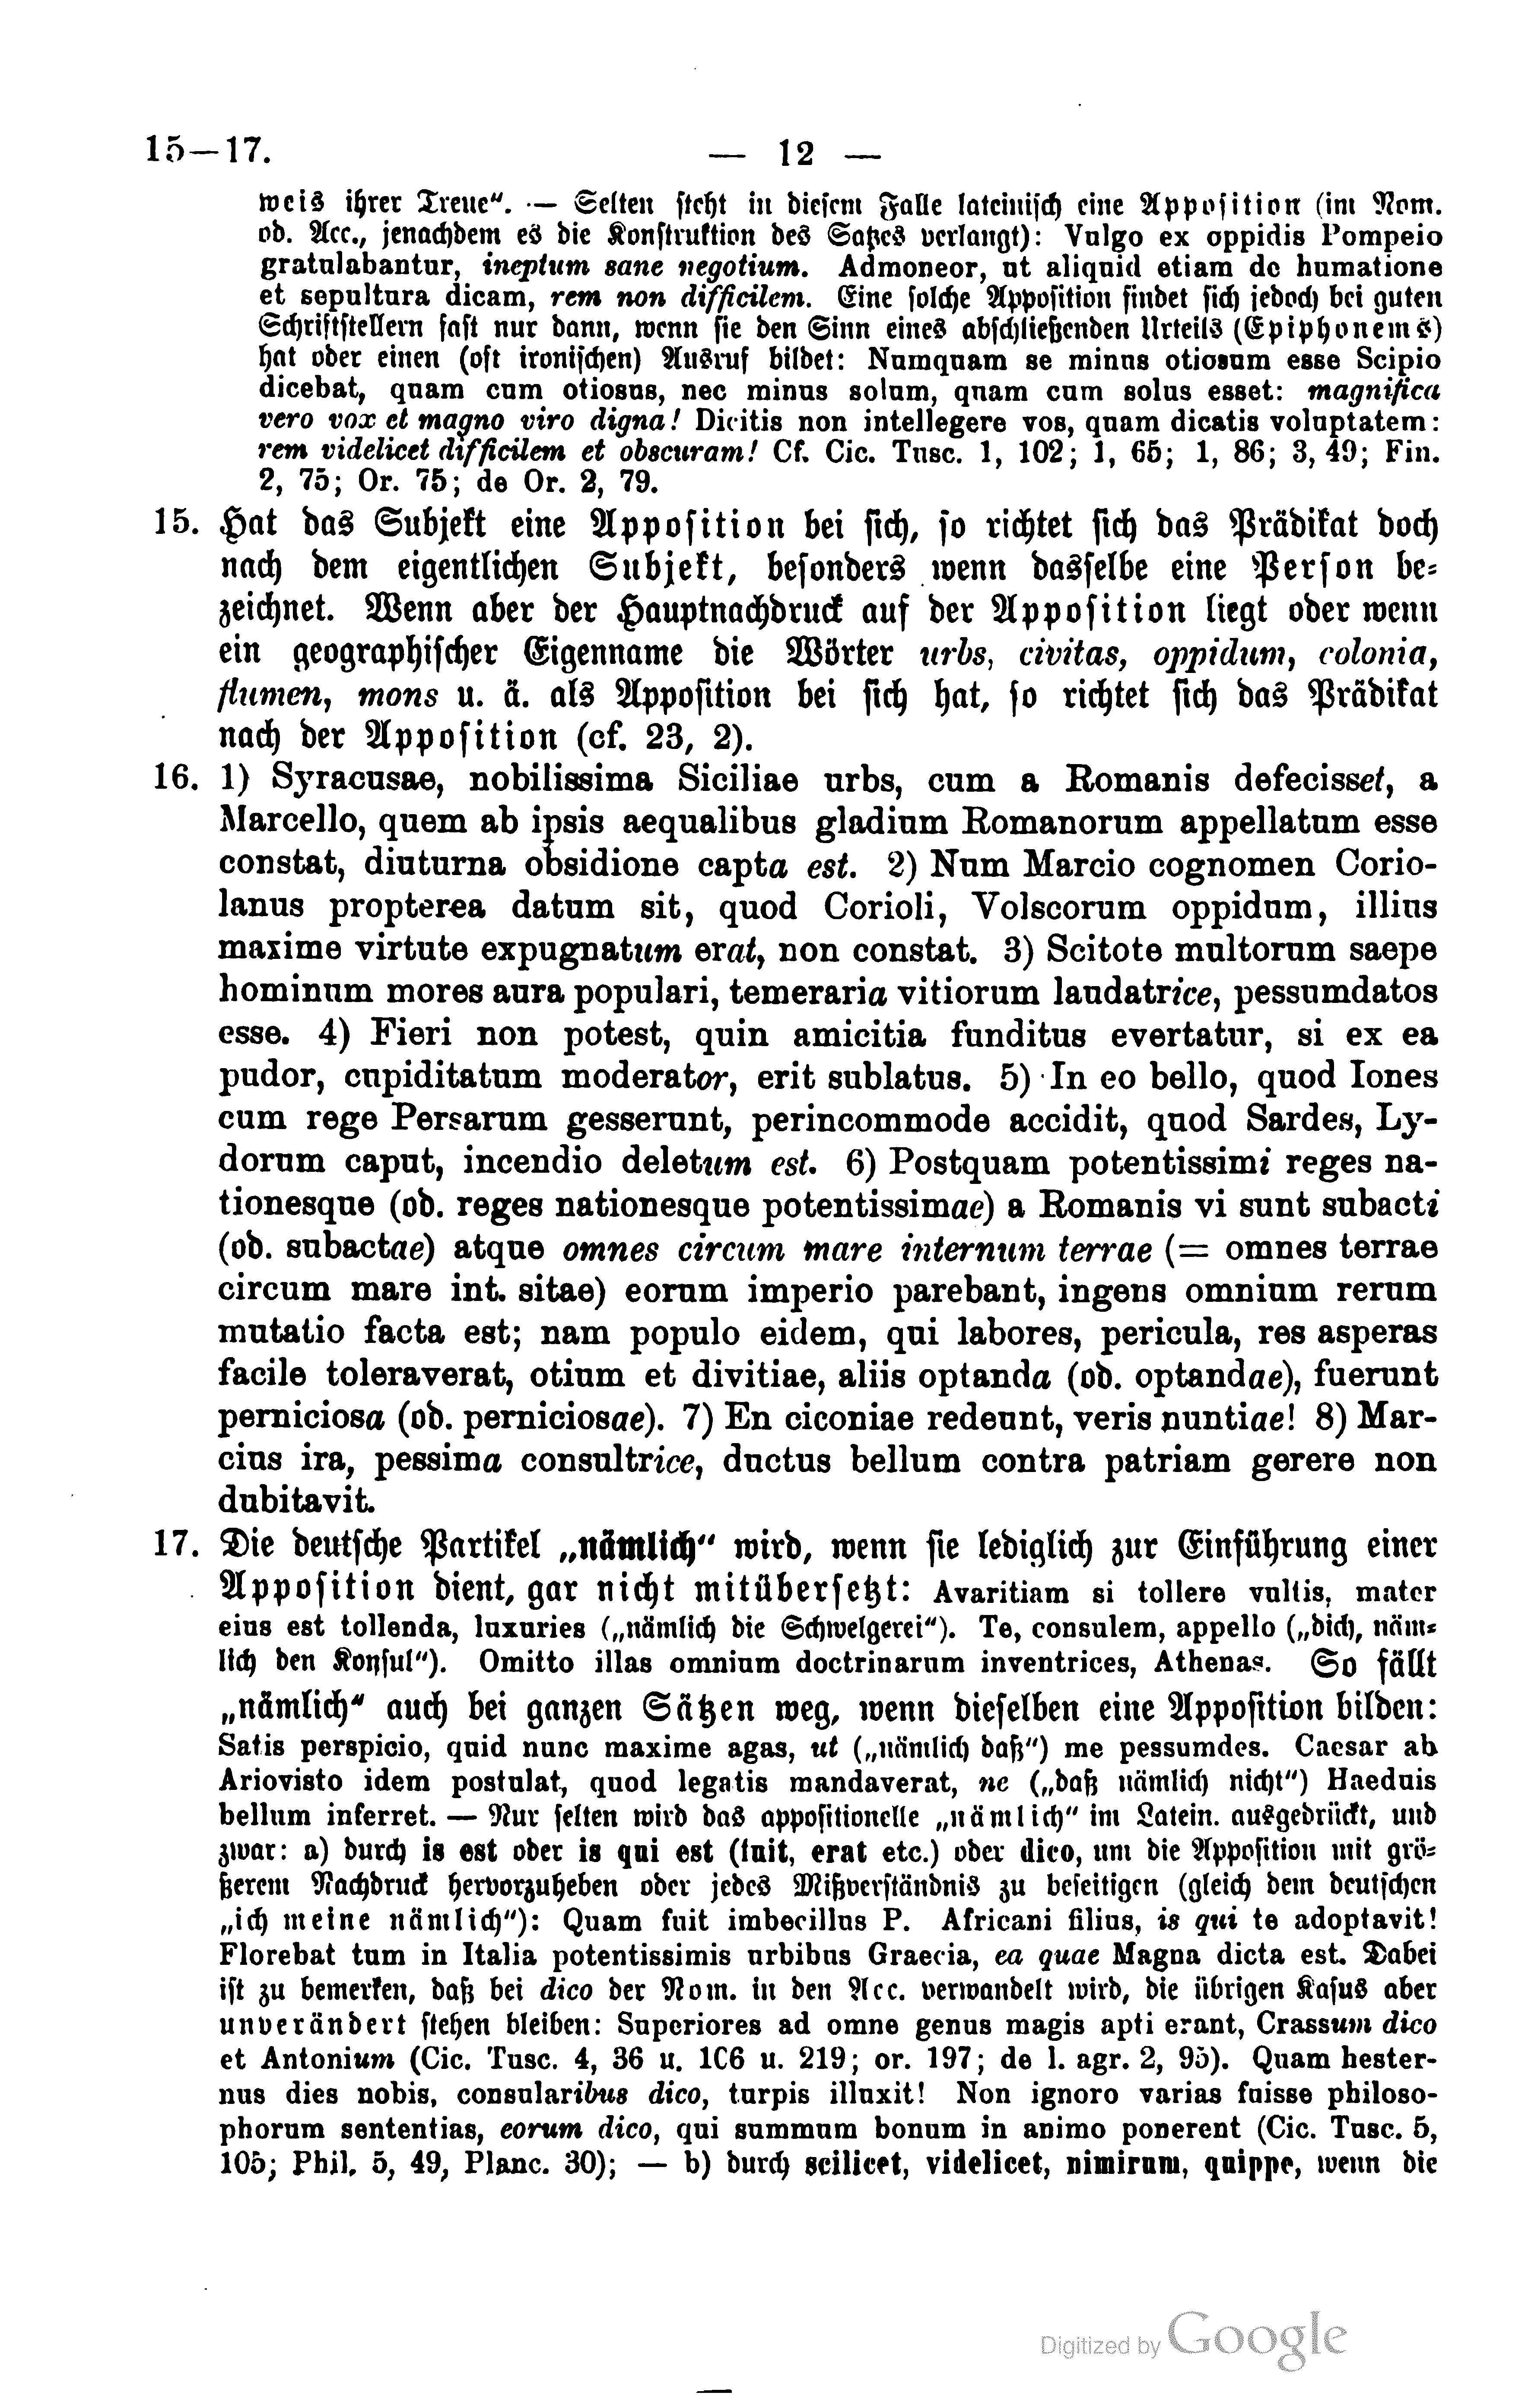 15—17. — 12 —
weis ihrer Treue“. — Selten steht in diesem Falle lateinisch eine Apposition (im Nom.
od. Acc., jenachdem es die Konstruktion des Satzes verlangt): Vulgo ex oppidis Pompeio
gratulabantur, ineptum sane negotium. Admoneor, ut aliquid etiam de humatione
et sepultura dicam, rem non difficilem. Eine solche Apposition findet sich jedoch bei guten
Schriftstellern fast nur dann, wenn sie den Sinn eines abschließenden Urteils (Epiphonems)
hat oder einen (oft ironischen) Ausruf bildet: Numquam se minus otiosum esse Scipio
dicebat, quam cum otiosus, nec minus solum, quam cum solus esset: magnifica
vero vox et magno viro digna! Dicitis non intellegere vos, quam dicatis voluptatem:
rem videlicet difficilem et obscuram! Cf. Cic. Tusc. 1, 102; 1, 65; 1, 86; 3, 49; Fin.
2, 75; Or. 75; de Or. 2, 79.
15. Hat das Subjekt eine Apposition bei sich, so richtet sich das Prädikat doch
nach dem eigentlichen Subjekt, besonders wenn dasselbe eine Person be-
zeichnet. Wenn aber der Hauptnachdruck auf der Apposition liegt oder wenn
ein geographischer Eigenname die Wörter urbs, civitas, oppidum, colonia,
flumen, mons u. ä. als Apposition bei sich hat, so richtet sich das Prädikat
nach der Apposition (cf. 23, 2).
16. 1) Syracusae, nobilissima Siciliae urbs, cum a Romanis defecisset, a
Marcello, quem ab ipsis aequalibus gladium Romanorum appellatum esse
constat, diuturna obsidione capta est. 2) Num Marcio cognomen Corio-
lanus propterea datum sit, quod Corioli, Volscorum oppidum, illius
maxime virtute expugnatum erat, non constat. 3) Scitote multorum saepe
hominum mores aura populari, temeraria vitiorum laudatrice, pessumdatos
esse. 4) Fieri non potest, quin amicitia funditus evertatur, si ex ea
pudor, cupiditatum moderator, erit sublatus. 5) In eo bello, quod Iones
cum rege Persarum gesserunt, perincommode accidit, quod Sardes, Ly-
dorum caput, incendio deletum est. 6) Postquam potentissimi reges na-
tionesque (od. reges nationesque potentissimae) a Romanis vi sunt subacti
(od. subactae) atque omnes circum mare internum terrae (= omnes terrae
circum mare int. sitae) eorum imperio parebant, ingens omnium rerum
mutatio facta est; nam populo eidem, qui labores, pericula, res asperas
facile toleraverat, otium et divitiae, aliis optanda (od. optandae), fuerunt
perniciosa (od. perniciosae). 7) En ciconiae redeunt, veris nuntiae! 8) Mar-
cius ira, pessima consultrice, ductus bellum contra patriam gerere non
dubitavit.
17. Die deutsche Partikel „nämlich“ wird, wenn sie lediglich zur Einführung einer
Apposition dient, gar nicht mitübersetzt: Avaritiam si tollere vultis, mater
eius est tollenda, luxuries („nämlich die Schwelgerei“). Te, consulem, appello („dich, näm-
lich den Konsul“). Omitto illas omnium doctrinarum inventrices, Athenas. So fällt
„nämlich“ auch bei ganzen Sätzen weg, wenn dieselben eine Apposition bilden:
Satis perspicio, quid nunc maxime agas, ut („nämlich daß“) me pessumdes. Caesar ab
Ariovisto idem postulat, quod legatis mandaverat, ne („daß nämlich nicht“) Haeduis
bellum inferret. — Nur selten wird das appositionelle „nämlich“ im Latein. ausgedrückt, und
zwar: a) durch is est oder is qui est (fuit, erat etc.) oder dico, um die Apposition mit grö-
ßerem Nachdruck hervorzuheben oder jedes Mißverständnis zu beseitigen (gleich dem deutschen
„ich meine nämlich“): Quam fuit imbecillus P. Africani filius, is qui te adoptavit!
Florebat tum in Italia potentissimis urbibus Graecia, ea quae Magna dicta est. Dabei
ist zu bemerken, daß bei dico der Nom. in den Acc. verwandelt wird, die übrigen Kasus aber
unverändert stehen bleiben: Superiores ad omne genus magis apti erant, Crassum dico
et Antonium (Cic. Tusc. 4, 36 u. 106 u. 219; or. 197; de l. agr. 2, 95). Quam hester-
nus dies nobis, consularibus dico, turpis illuxit! Non ignoro varias fuisse philoso-
phorum sententias, eorum dico, qui summum bonum in animo ponerent (Cic. Tusc. 5,
105; Phil. 5, 49, Planc. 30); — b) durch scilicet, videlicet, nimirum, quippe, wenn die
Digitized by Google